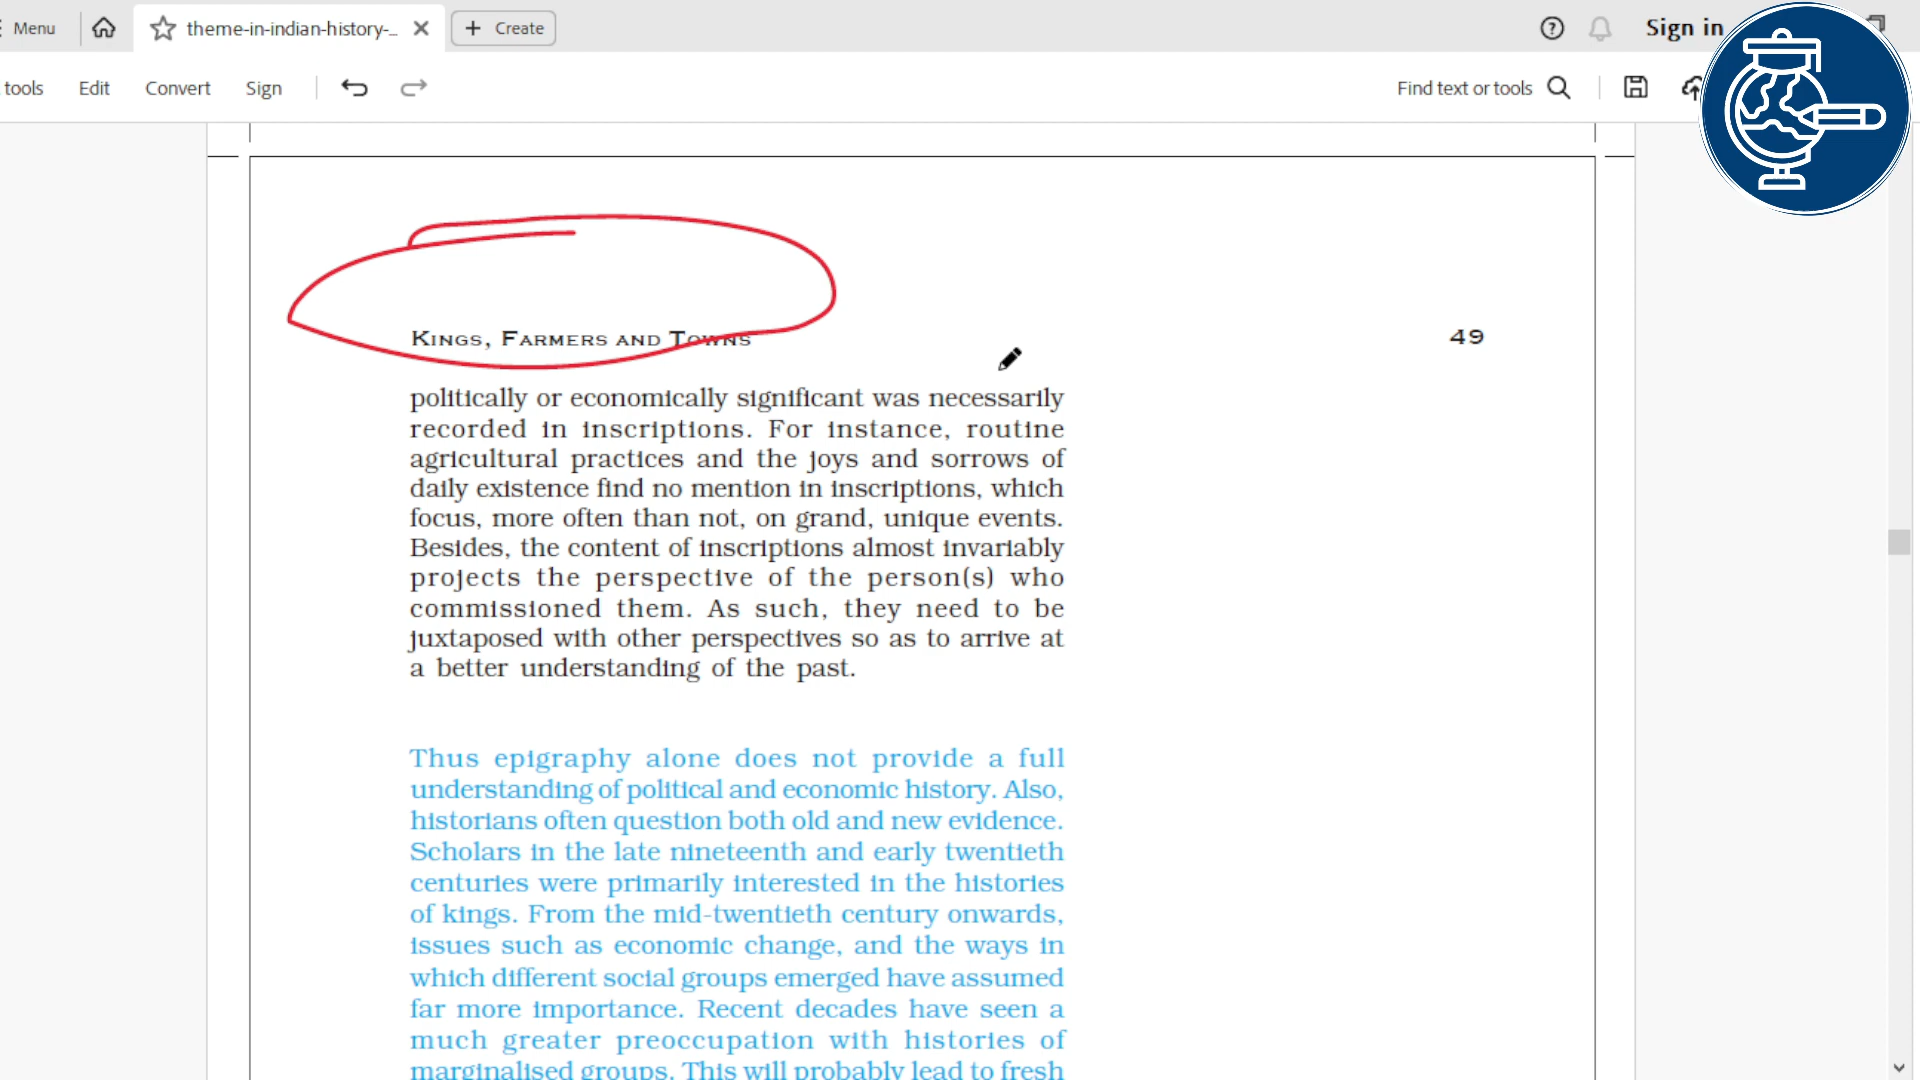 Menu
theme-in-indian-history-_
Create
Sign in
tools
Edit
Convert
Sign
Find text or tools
KINGS, FARMERS AND TOWNS
49
politically or economically significant was necessarily
recorded in inscriptions. For instance, routine
agricultural practices and the joys and sorrows of
daily existence find no mention in inscriptions, which
focus, more often than not, on grand, unique events.
Besides, the content of inscriptions almost invariably
projects the perspective of the person(s) who
commissioned them. As such, they need to be
juxtaposed with other perspectives so as to arrive at
a better understanding of the past.
Thus epigraphy alone does not provide a full
understanding of political and economic history. Also,
historians often question both old and new evidence.
Scholars in the late nineteenth and early twentieth
centuries were primarily interested in the histories
of kings. From the mid-twentieth century onwards,
issues such as economic change, and the ways in
which different social groups emerged have assumed
far more importance. Recent decades have seen a
much greater preoccupation with histories of
marginalised groups. This will probably lead to fresh